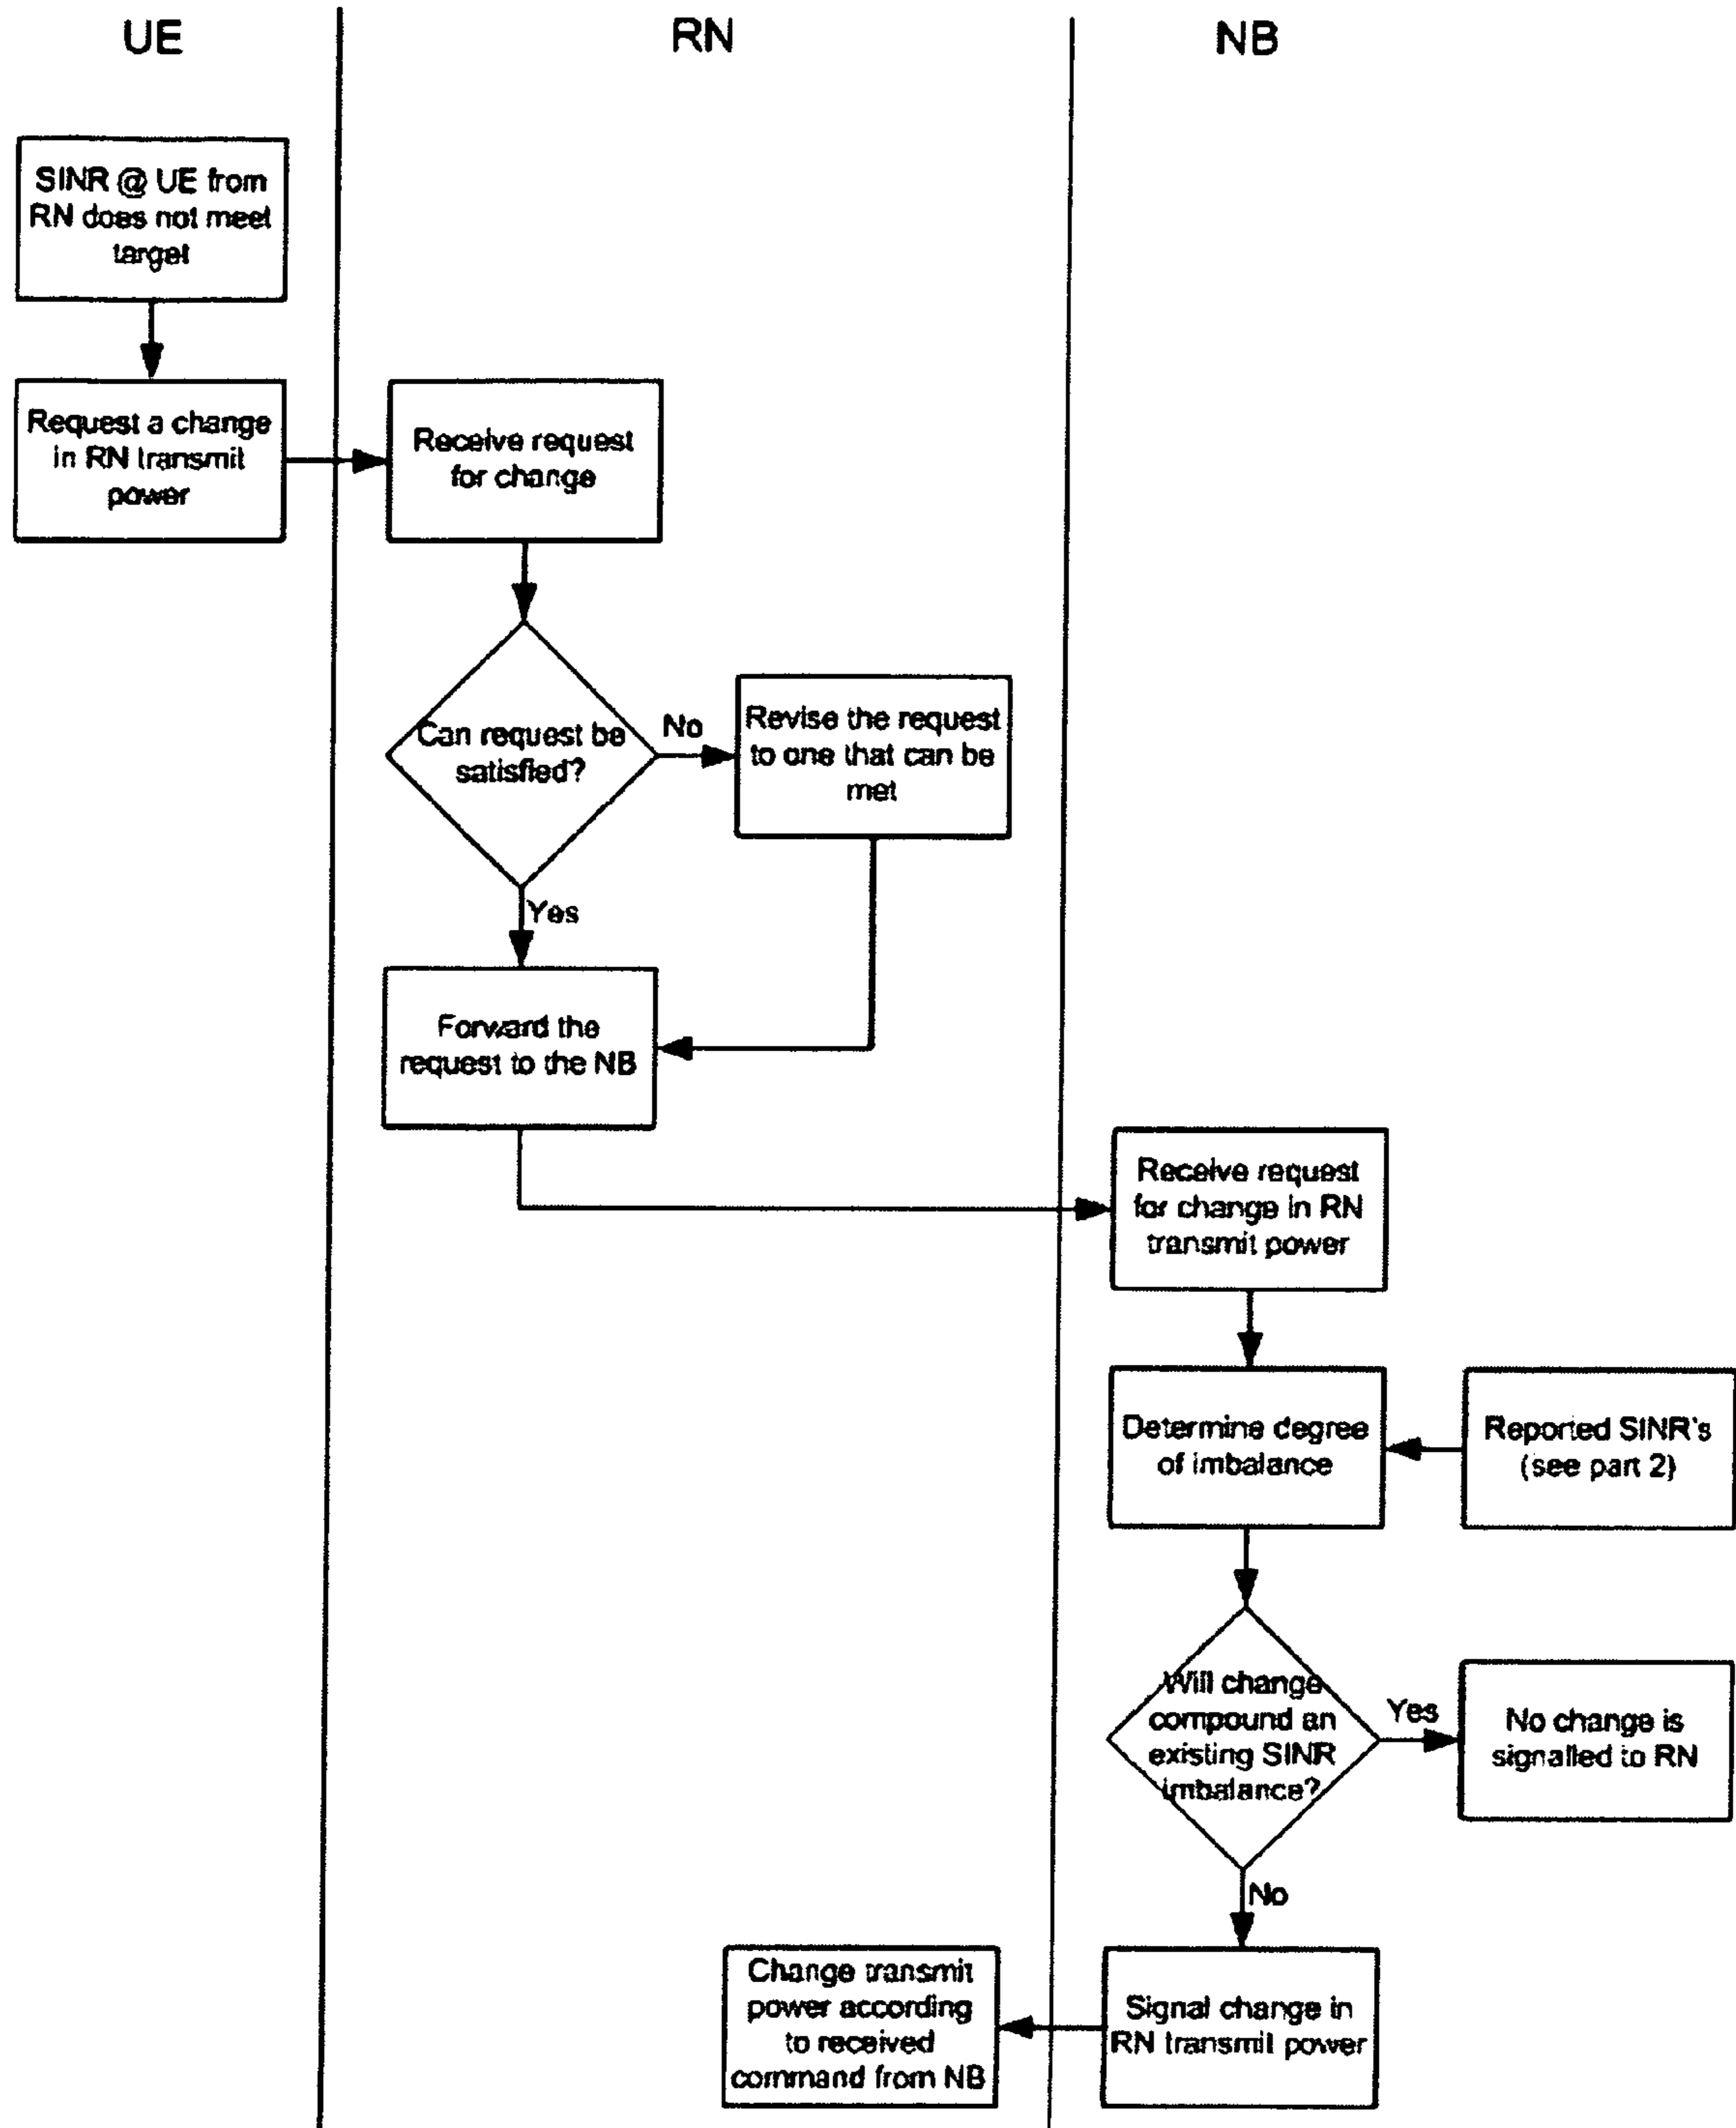 UE
RN
NB
SINR @ UE from
RN does not meet
target
Request a change
in RN transmit
power
Receive request
for change
Can request be
satisfied?
No
Revise the request
to one that can be
met
Yes
Forward the
request to the NB
Receive request
for change in RN
transmit power
Determine degree
of imbalance
Reported SINR's
(see part 2)
Will change
compound an
existing SINR
imbalance?
Yes
No change is
signalled to RN
No
Signal change in
RN transmit power
Change transmit
power according
to received
command from NB